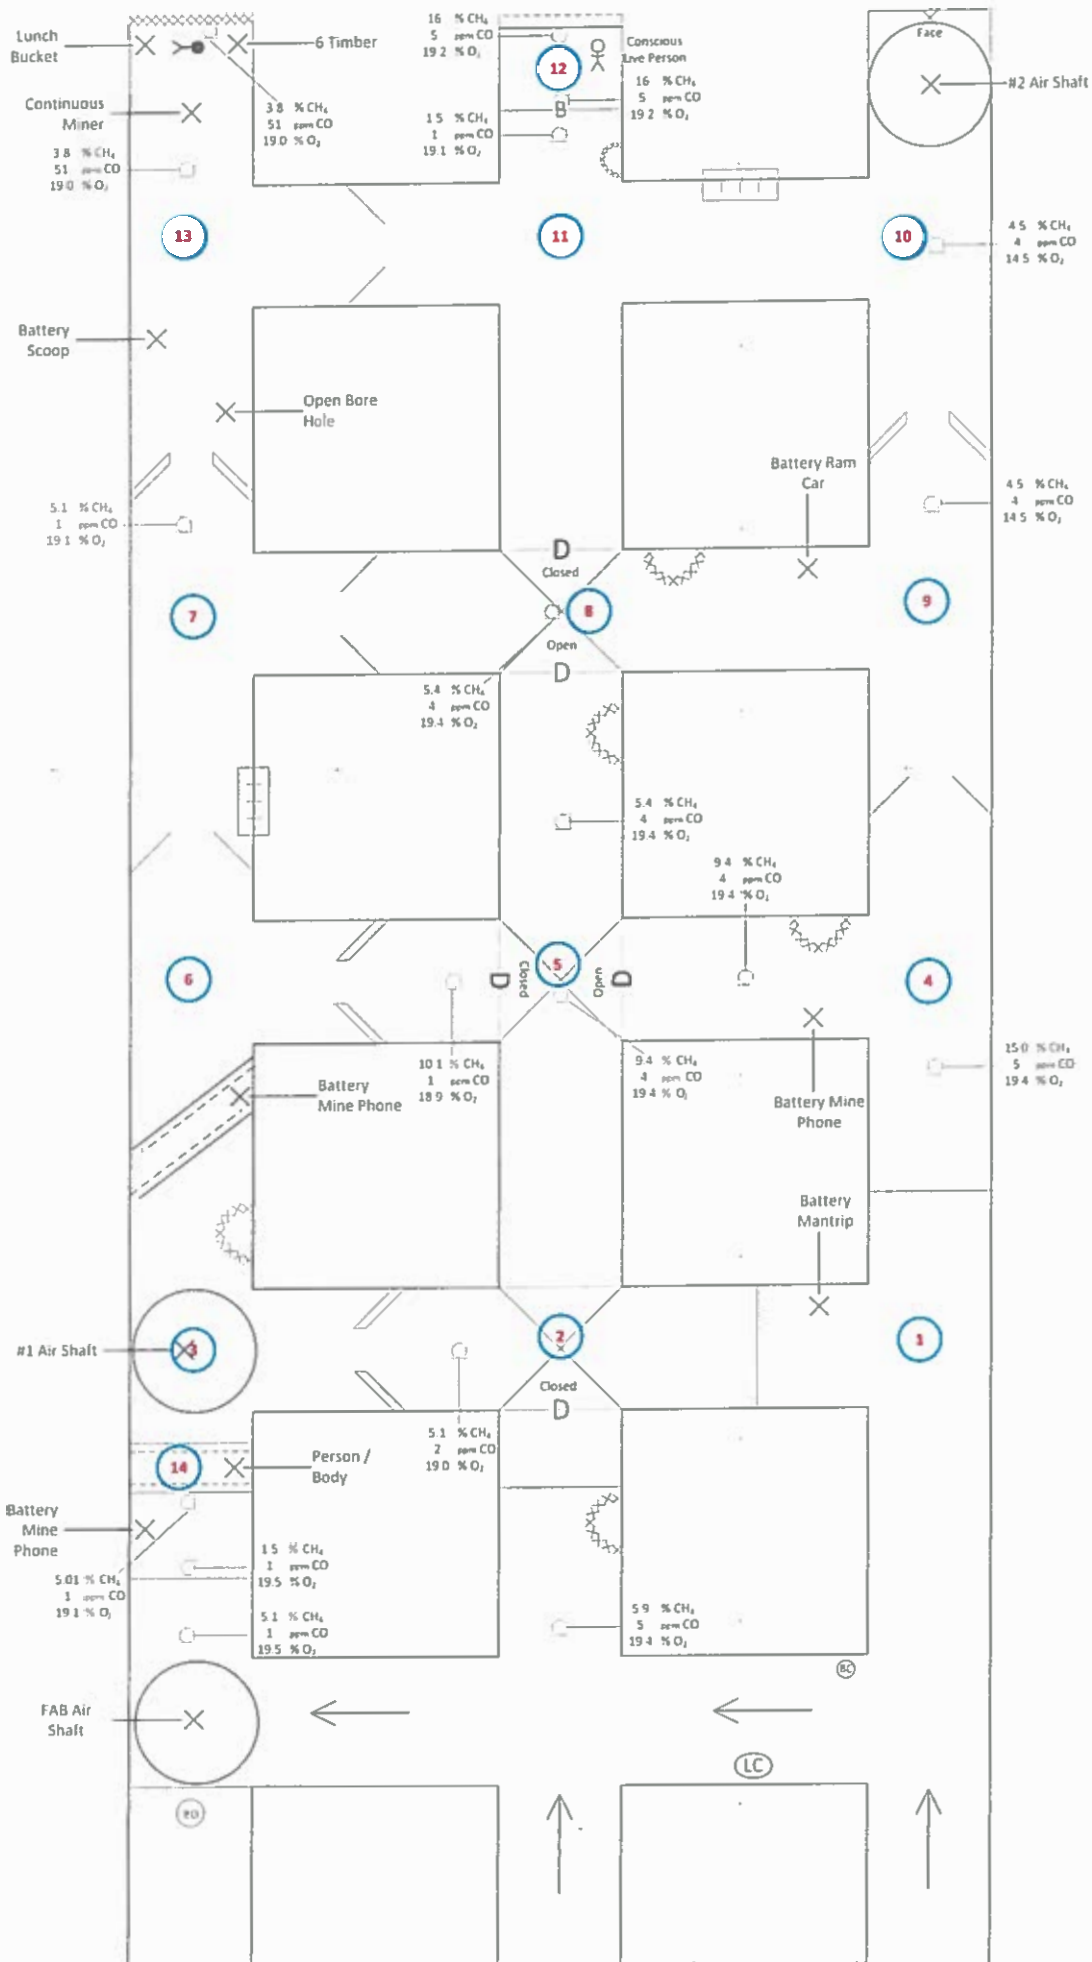 Lunch
Bucket
6 Timber
16 % CH₄
5 ppm CO
19.2 % O₂
12
Conscious
Live Person
16 % CH₄
5 ppm CO
19.2 % O₂
Face
#2 Air Shaft
Continuous
Miner
3.8 % CH₄
51 ppm CO
19.0 % O₂
3.8 % CH₄
51 ppm CO
19.0 % O₂
1.5 % CH₄
1 ppm CO
19.1 % O₂
B
13
11
10
4.5 % CH₄
4 ppm CO
14.5 % O₂
Battery
Scoop
Open Bore
Hole
Battery Ram
Car
5.1 % CH₄
1 ppm CO
19.1 % O₂
4.5 % CH₄
4 ppm CO
14.5 % O₂
D
Closed
7
8
9
Open
D
5.4 % CH₄
4 ppm CO
19.4 % O₂
5.4 % CH₄
4 ppm CO
19.4 % O₂
9.4 % CH₄
4 ppm CO
19.4 % O₂
6
D
Closed
5
Open
D
4
10.1 % CH₄
1 ppm CO
18.9 % O₂
9.4 % CH₄
4 ppm CO
19.4 % O₂
15.0 % CH₄
5 ppm CO
19.4 % O₂
Battery
Mine Phone
Battery Mine
Phone
Battery
Mantrip
#1 Air Shaft
3
2
1
Closed
D
14
Person /
Body
5.1 % CH₄
2 ppm CO
19.0 % O₂
Battery
Mine
Phone
5.01 % CH₄
1 ppm CO
19.1 % O₂
1.5 % CH₄
1 ppm CO
19.5 % O₂
5.1 % CH₄
1 ppm CO
19.5 % O₂
5.9 % CH₄
5 ppm CO
19.4 % O₂
BC
FAB Air
Shaft
LC